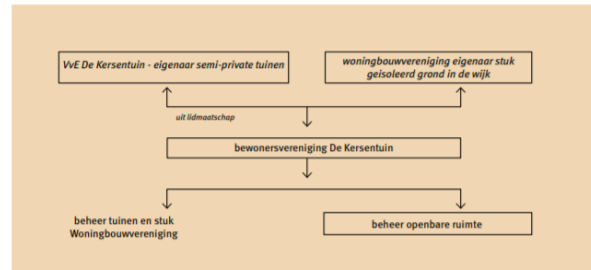 VvE De Kersentuin - eigenaar semi-private tuinen
woningbouwvereniging eigenaar stuk
geisoleerd grond in de wijk
uit lidmaatschap
bewonersvereniging De Kersentuin
beheer tuinen en stuk
Woningbouwvereniging
beheer openbare ruimte